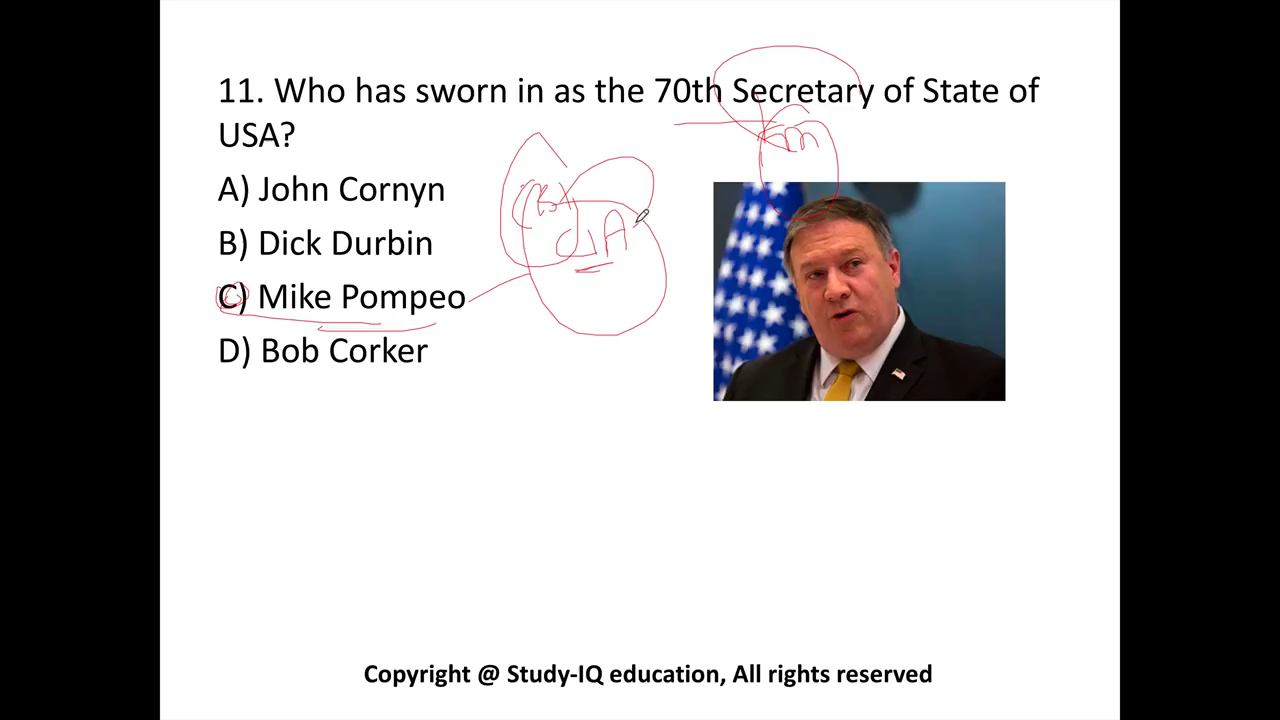 11. Who has sworn in as the 70th Secretary of State of
USA?
A) John Cornyn
B) Dick Durbin
C) Mike Pompeo
D) Bob Corker
Copyright @ Study-IQ education, All rights reserved